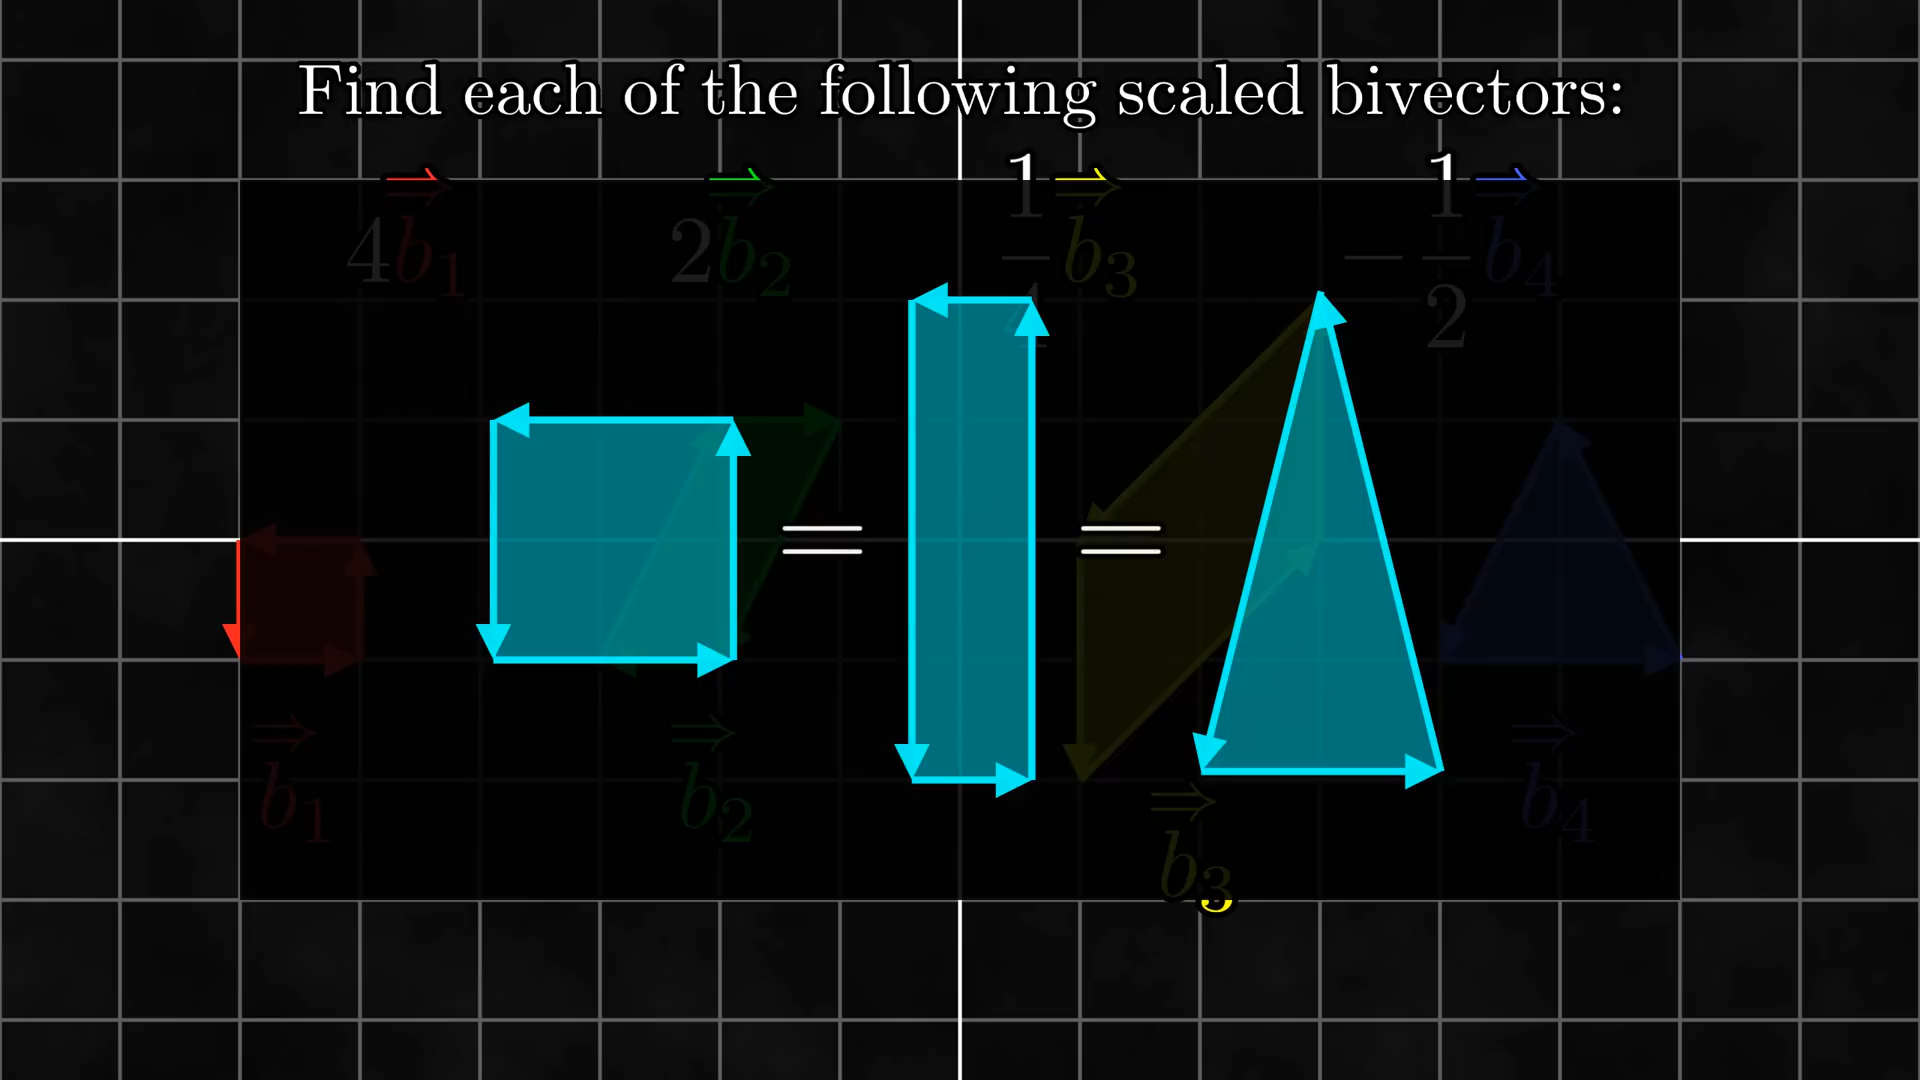 Find each of the following scaled bivectors:
4b₁ 2b₂ 1/4 b₃ −1/2 b₄
= =
b₁ b₂ b₃ b₄